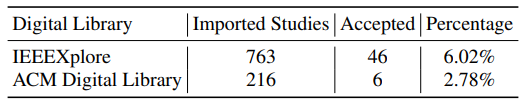 Digital Library Imported Studies Accepted Percentage
IEEEXplore 763 46 6.02%
ACM Digital Library 216 6 2.78%